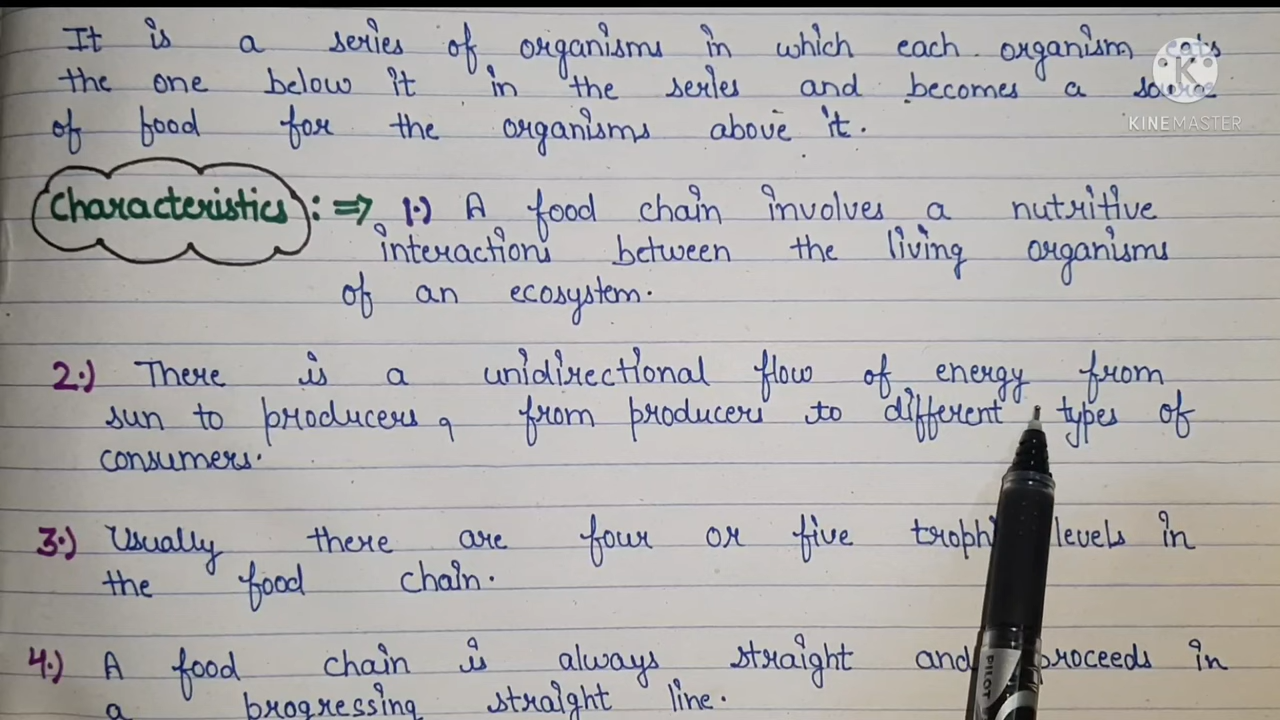 It is a series of organisms in which each organism eats
the one below it in the series and becomes a source
of food for the organisms above it.
KINEMASTER
Characteristics :⇒ 1.) A food chain involves a nutritive
interactions between the living organisms
of an ecosystem.
2.) There is a unidirectional flow of energy from
sun to producers, from producers to different types of
consumers.
3.) Usually there are four or five trophic levels in
the food chain.
4.) A food chain is always straight and proceeds in
a progressing straight line.
PILOT